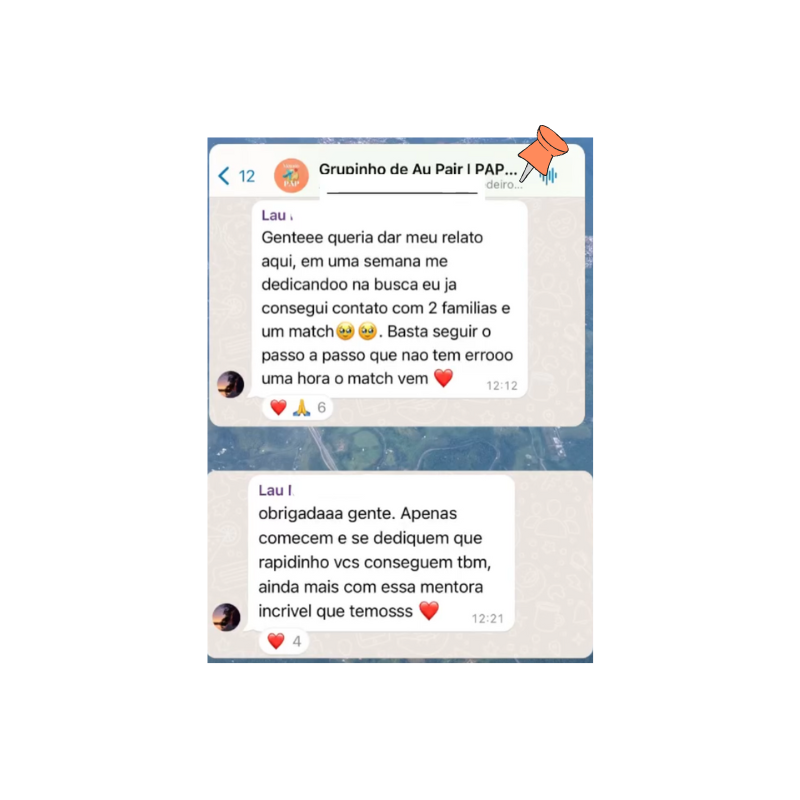 12
Grupinho de Au Pair | PAP...
deiro...
PAP
Lau
Genteee queria dar meu relato
aqui, em uma semana me
dedicandoo na busca eu ja
consegui contato com 2 familias e
um match🥹🥹. Basta seguir o
passo a passo que nao tem errooo
uma hora o match vem ❤️
12:12
❤️🙏 6
Lau
obrigadaaa gente. Apenas
comecem e se dediquem que
rapidinho vcs conseguem tbm,
ainda mais com essa mentora
incrivel que temosss ❤️
12:21
❤️ 4